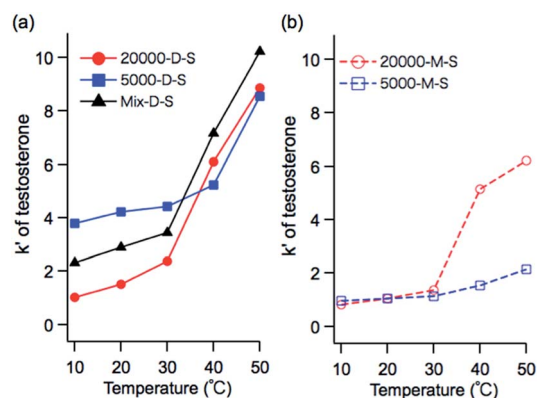 (a)
20000-D-S
5000-D-S
Mix-D-S
k' of testosterone
10
8
6
4
2
0
10 20 30 40 50
Temperature (°C)
(b)
20000-M-S
5000-M-S
k' of testosterone
10
8
6
4
2
0
10 20 30 40 50
Temperature (°C)